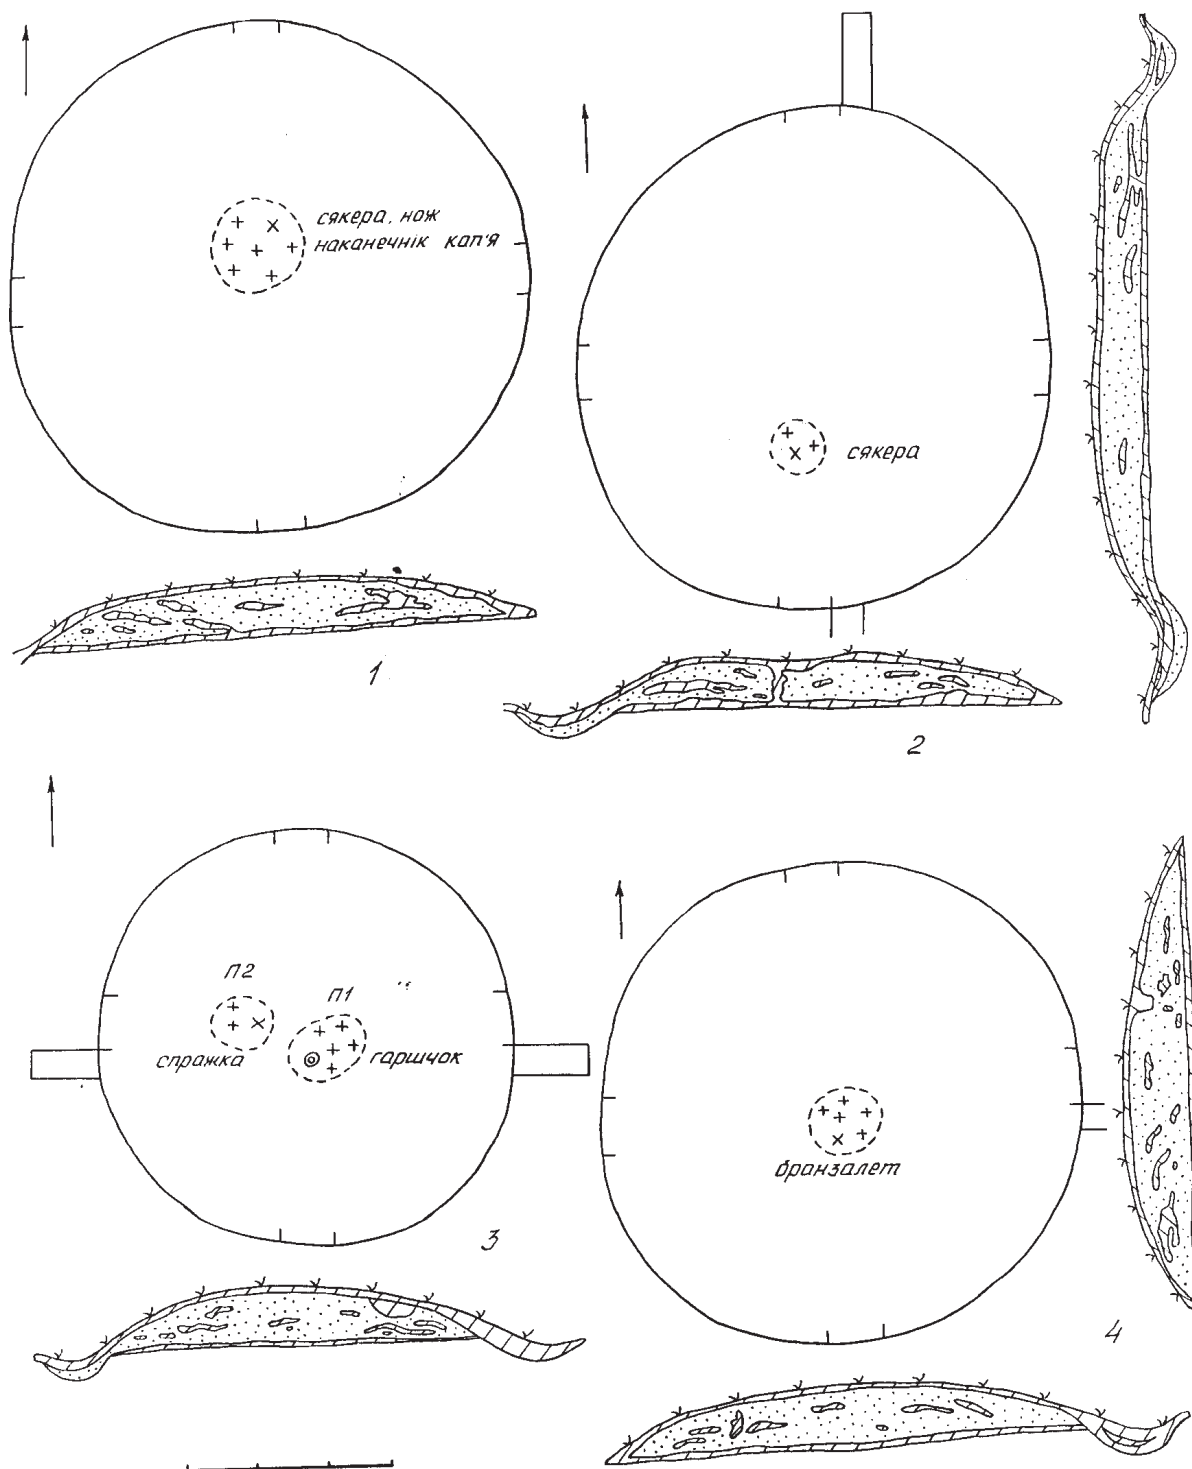 сякера, нож
наканечнік кап'я
1
сякера
2
П2
П1
спражка
гаршчок
3
бранзалет
4